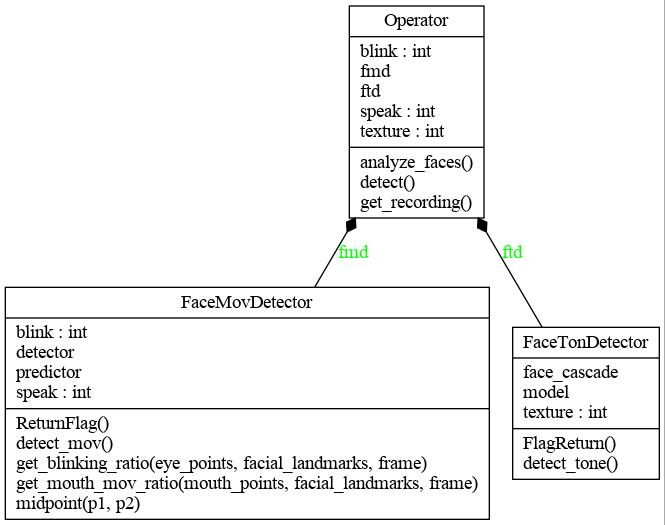 Operator
blink : int
fmd
ftd
speak : int
texture : int
analyze_faces()
detect()
get_recording()
fmd
ftd
FaceMovDetector
blink : int
detector
predictor
speak : int
ReturnFlag()
detect_mov()
get_blinking_ratio(eye_points, facial_landmarks, frame)
get_mouth_mov_ratio(mouth_points, facial_landmarks, frame)
midpoint(p1, p2)
FaceTonDetector
face_cascade
model
texture : int
FlagReturn()
detect_tone()